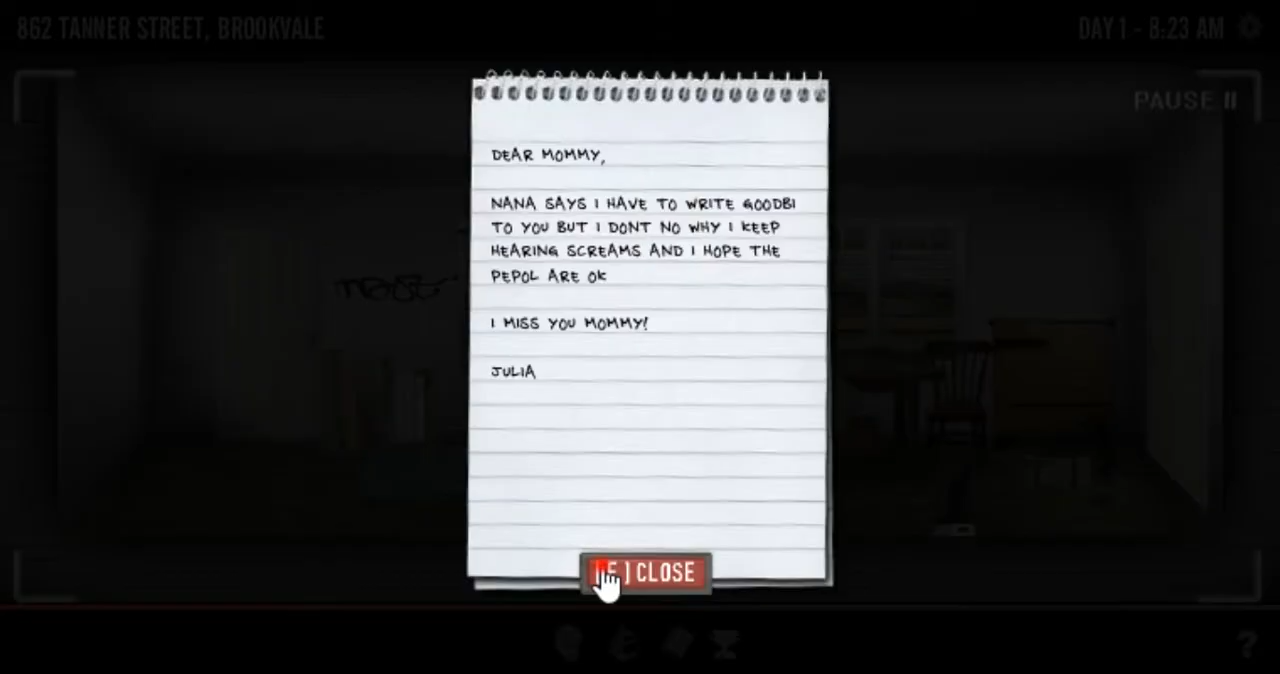 862 TANNER STREET, BROOKVALE
DAY 1 - 8:23 AM
PAUSE II
DEAR MOMMY,
NANA SAYS I HAVE TO WRITE GOODBI
TO YOU BUT I DONT NO WHY I KEEP
HEARING SCREAMS AND I HOPE THE
PEPOL ARE OK
I MISS YOU MOMMY!
JULIA
[ E ] CLOSE
?